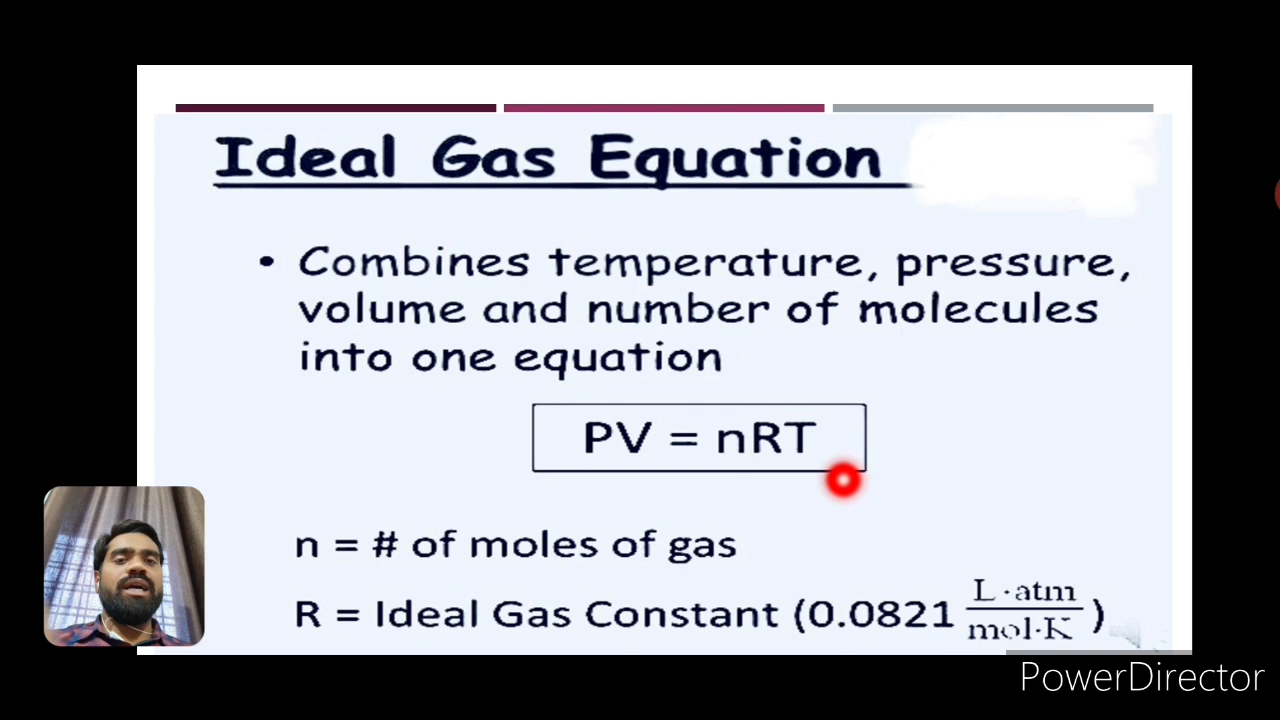 Ideal Gas Equation
• Combines temperature, pressure,
volume and number of molecules
into one equation
PV = nRT
n = # of moles of gas
R = Ideal Gas Constant (0.0821 L·atm/mol·K)
PowerDirector